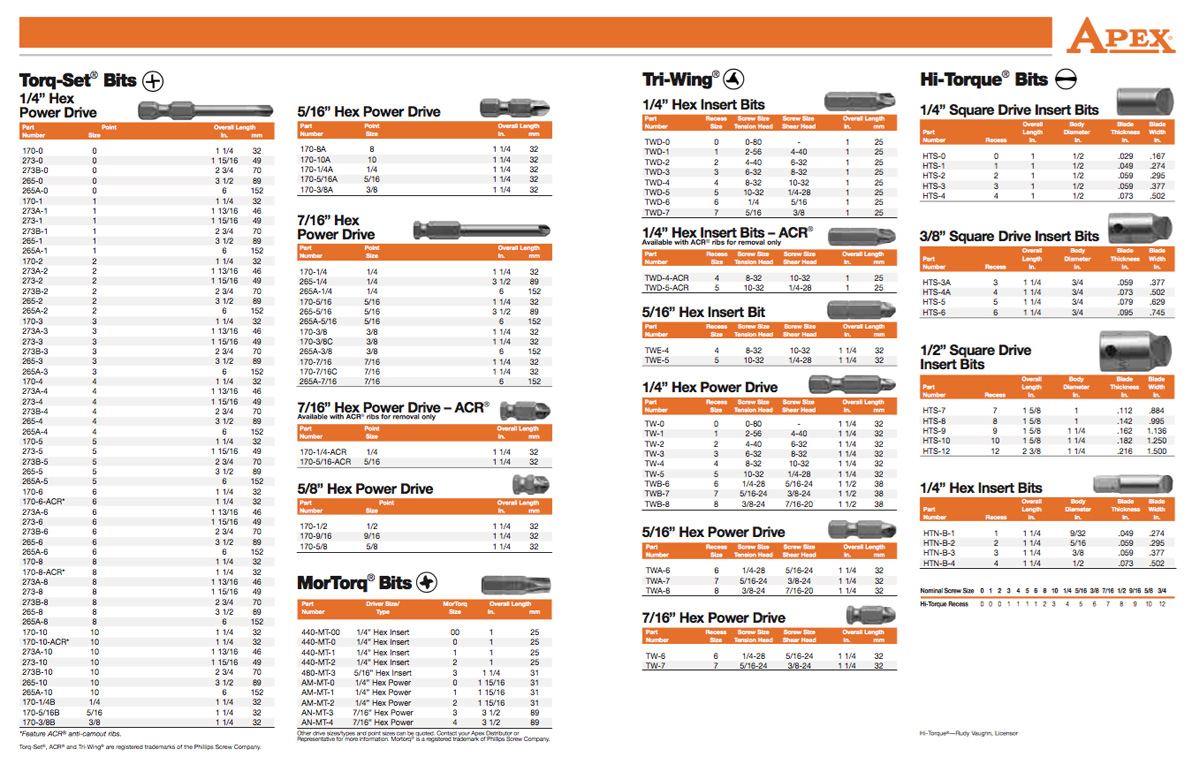 APEX®
Torq-Set® Bits
1/4” Hex
Power Drive
Part Number Point Size Overall Length In. mm
170-0 0 1 1/4 32
273-0 0 1 15/16 49
273B-0 0 2 3/4 70
265-0 0 3 1/2 89
265A-0 0 6 152
170-1 1 1 1/4 32
273A-1 1 1 13/16 46
273-1 1 1 15/16 49
273B-1 1 2 3/4 70
265-1 1 3 1/2 89
265A-1 1 6 152
170-2 2 1 1/4 32
273A-2 2 1 13/16 46
273-2 2 1 15/16 49
273B-2 2 2 3/4 70
265-2 2 3 1/2 89
265A-2 2 6 152
170-3 3 1 1/4 32
273A-3 3 1 13/16 46
273-3 3 1 15/16 49
273B-3 3 2 3/4 70
265-3 3 3 1/2 89
265A-3 3 6 152
170-4 4 1 1/4 32
273A-4 4 1 13/16 46
273-4 4 1 15/16 49
273B-4 4 2 3/4 70
265-4 4 3 1/2 89
265A-4 4 6 152
170-5 5 1 1/4 32
273-5 5 1 15/16 49
273B-5 5 2 3/4 70
265-5 5 3 1/2 89
265A-5 5 6 152
170-6 6 1 1/4 32
170-6-ACR* 6 1 1/4 32
273A-6 6 1 13/16 46
273-6 6 1 15/16 49
273B-6 6 2 3/4 70
265-6 6 3 1/2 89
265A-6 6 6 152
170-8 8 1 1/4 32
170-8-ACR* 8 1 1/4 32
273A-8 8 1 13/16 46
273-8 8 1 15/16 49
273B-8 8 2 3/4 70
265-8 8 3 1/2 89
265A-8 8 6 152
170-10 10 1 1/4 32
170-10-ACR* 10 1 1/4 32
273A-10 10 1 13/16 46
273-10 10 1 15/16 49
273B-10 10 2 3/4 70
265-10 10 3 1/2 89
265A-10 10 6 152
170-1/4B 1/4 1 1/4 32
170-5/16B 5/16 1 1/4 32
170-3/8B 3/8 1 1/4 32
*Feature ACR® anti-camout ribs.
Torq-Set®, ACR® and Tri-Wing® are registered trademarks of the Phillips Screw Company.
5/16” Hex Power Drive
Part Number Point Size Overall Length In. mm
170-8A 8 1 1/4 32
170-10A 10 1 1/4 32
170-1/4A 1/4 1 1/4 32
170-5/16A 5/16 1 1/4 32
170-3/8A 3/8 1 1/4 32
7/16” Hex
Power Drive
Part Number Point Size Overall Length In. mm
170-1/4 1/4 1 1/4 32
265-1/4 1/4 3 1/2 89
265A-1/4 1/4 6 152
170-5/16 5/16 1 1/4 32
265-5/16 5/16 3 1/2 89
265A-5/16 5/16 6 152
170-3/8 3/8 1 1/4 32
170-3/8C 3/8 1 1/4 32
265A-3/8 3/8 6 152
170-7/16 7/16 1 1/4 32
170-7/16C 7/16 1 1/4 32
265A-7/16 7/16 6 152
7/16” Hex Power Drive – ACR®
Available with ACR® ribs for removal only
Part Number Point Size Overall Length In. mm
170-1/4-ACR 1/4 1 1/4 32
170-5/16-ACR 5/16 1 1/4 32
5/8” Hex Power Drive
Part Number Point Size Overall Length In. mm
170-1/2 1/2 1 1/4 32
170-9/16 9/16 1 1/4 32
170-5/8 5/8 1 1/4 32
MorTorq® Bits
Part Number Driver Size/ Type MorTorq Size Overall Length In. mm
440-MT-00 1/4” Hex Insert 00 1 25
440-MT-0 1/4” Hex Insert 0 1 25
440-MT-1 1/4” Hex Insert 1 1 25
440-MT-2 1/4” Hex Insert 2 1 25
480-MT-3 5/16” Hex Insert 3 1 1/4 31
AM-MT-0 1/4” Hex Power 0 1 15/16 31
AM-MT-1 1/4” Hex Power 1 1 15/16 31
AM-MT-2 1/4” Hex Power 2 1 15/16 31
AN-MT-3 7/16” Hex Power 3 3 1/2 89
AN-MT-4 7/16” Hex Power 4 3 1/2 89
Other drive sizes/types and point sizes can be quoted. Contact your Apex Distributor or
Representative for more information. Mortorq® is a registered trademark of Phillips Screw Company.
Tri-Wing®
1/4” Hex Insert Bits
Part Number Recess Size Screw Size Tension Head Screw Size Shear Head Overall Length In. mm
TWD-0 0 0-80 - 1 25
TWD-1 1 2-56 4-40 1 25
TWD-2 2 4-40 6-32 1 25
TWD-3 3 6-32 8-32 1 25
TWD-4 4 8-32 10-32 1 25
TWD-5 5 10-32 1/4-28 1 25
TWD-6 6 1/4 5/16 1 25
TWD-7 7 5/16 3/8 1 25
1/4” Hex Insert Bits – ACR®
Available with ACR® ribs for removal only
Part Number Recess Size Screw Size Tension Head Screw Size Shear Head Overall Length In. mm
TWD-4-ACR 4 8-32 10-32 1 25
TWD-5-ACR 5 10-32 1/4-28 1 25
5/16” Hex Insert Bit
Part Number Recess Size Screw Size Tension Head Screw Size Shear Head Overall Length In. mm
TWE-4 4 8-32 10-32 1 1/4 32
TWE-5 5 10-32 1/4-28 1 1/4 32
1/4” Hex Power Drive
Part Number Recess Size Screw Size Tension Head Screw Size Shear Head Overall Length In. mm
TW-0 0 0-80 - 1 1/4 32
TW-1 1 2-56 4-40 1 1/4 32
TW-2 2 4-40 6-32 1 1/4 32
TW-3 3 6-32 8-32 1 1/4 32
TW-4 4 8-32 10-32 1 1/4 32
TW-5 5 10-32 1/4-28 1 1/4 32
TWB-6 6 1/4-28 5/16-24 1 1/2 38
TWB-7 7 5/16-24 3/8-24 1 1/2 38
TWB-8 8 3/8-24 7/16-20 1 1/2 38
5/16” Hex Power Drive
Part Number Recess Size Screw Size Tension Head Screw Size Shear Head Overall Length In. mm
TWA-6 6 1/4-28 5/16-24 1 1/4 32
TWA-7 7 5/16-24 3/8-24 1 1/4 32
TWA-8 8 3/8-24 7/16-20 1 1/4 32
7/16” Hex Power Drive
Part Number Recess Size Screw Size Tension Head Screw Size Shear Head Overall Length In. mm
TW-6 6 1/4-28 5/16-24 1 1/4 32
TW-7 7 5/16-24 3/8-24 1 1/4 32
Hi-Torque® Bits
1/4” Square Drive Insert Bits
Part Number Recess Overall Length In. Body Diameter In. Blade Thickness In. Blade Width In.
HTS-0 0 1 1/2 .029 .167
HTS-1 1 1 1/2 .049 .274
HTS-2 2 1 1/2 .059 .295
HTS-3 3 1 1/2 .059 .377
HTS-4 4 1 1/2 .073 .502
3/8” Square Drive Insert Bits
Part Number Recess Overall Length In. Body Diameter In. Blade Thickness In. Blade Width In.
HTS-3A 3 1 1/4 3/4 .059 .377
HTS-4A 4 1 1/4 3/4 .073 .502
HTS-5 5 1 1/4 3/4 .079 .629
HTS-6 6 1 1/4 3/4 .095 .745
1/2” Square Drive
Insert Bits
Part Number Recess Overall Length In. Body Diameter In. Blade Thickness In. Blade Width In.
HTS-7 7 1 5/8 1 .112 .884
HTS-8 8 1 5/8 1 .142 .995
HTS-9 9 1 5/8 1 1/4 .162 1.136
HTS-10 10 1 5/8 1 1/4 .182 1.250
HTS-12 12 2 3/8 1 1/4 .216 1.500
1/4” Hex Insert Bits
Part Number Recess Overall Length In. Body Diameter In. Blade Thickness In. Blade Width In.
HTN-B-1 1 1 1/4 9/32 .049 .274
HTN-B-2 2 1 1/4 5/16 .059 .295
HTN-B-3 3 1 1/4 3/8 .059 .377
HTN-B-4 4 1 1/4 1/2 .073 .502
Nominal Screw Size 0 1 2 3 4 5 6 8 10 1/4 5/16 3/8 7/16 1/2 9/16 5/8 3/4
Hi-Torque Recess 0 0 0 1 1 1 1 2 3 4 5 6 7 8 9 10 12
Hi-Torque®—Rudy Vaughn, Licensor